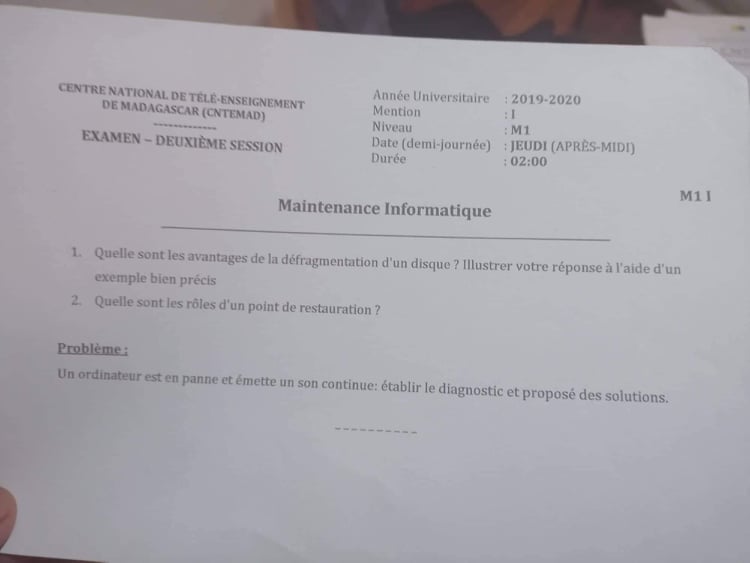 CENTRE NATIONAL DE TÉLÉ-ENSEIGNEMENT
DE MADAGASCAR (CNTEMAD)
-------------
EXAMEN – DEUXIÈME SESSION
Année Universitaire : 2019-2020
Mention : I
Niveau : M1
Date (demi-journée) : JEUDI (APRÈS-MIDI)
Durée : 02:00
M1 I
Maintenance Informatique
1. Quelle sont les avantages de la défragmentation d'un disque ? Illustrer votre réponse à l'aide d'un
exemple bien précis
2. Quelle sont les rôles d'un point de restauration ?
Problème :
Un ordinateur est en panne et émette un son continue: établir le diagnostic et proposé des solutions.
----------